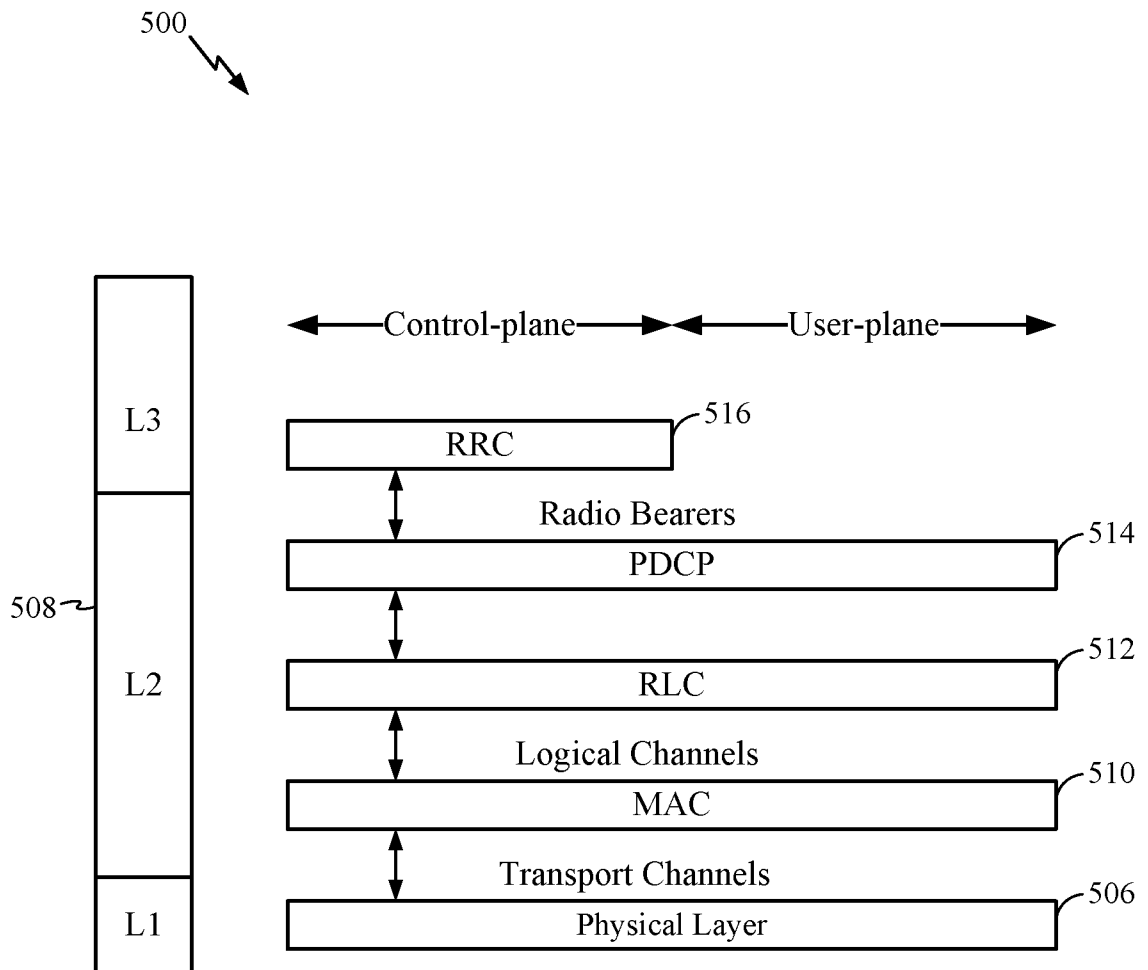 500
Control-plane User-plane
L3
516
RRC
Radio Bearers
514
PDCP
508
512
L2
RLC
Logical Channels
510
MAC
Transport Channels
506
L1
Physical Layer